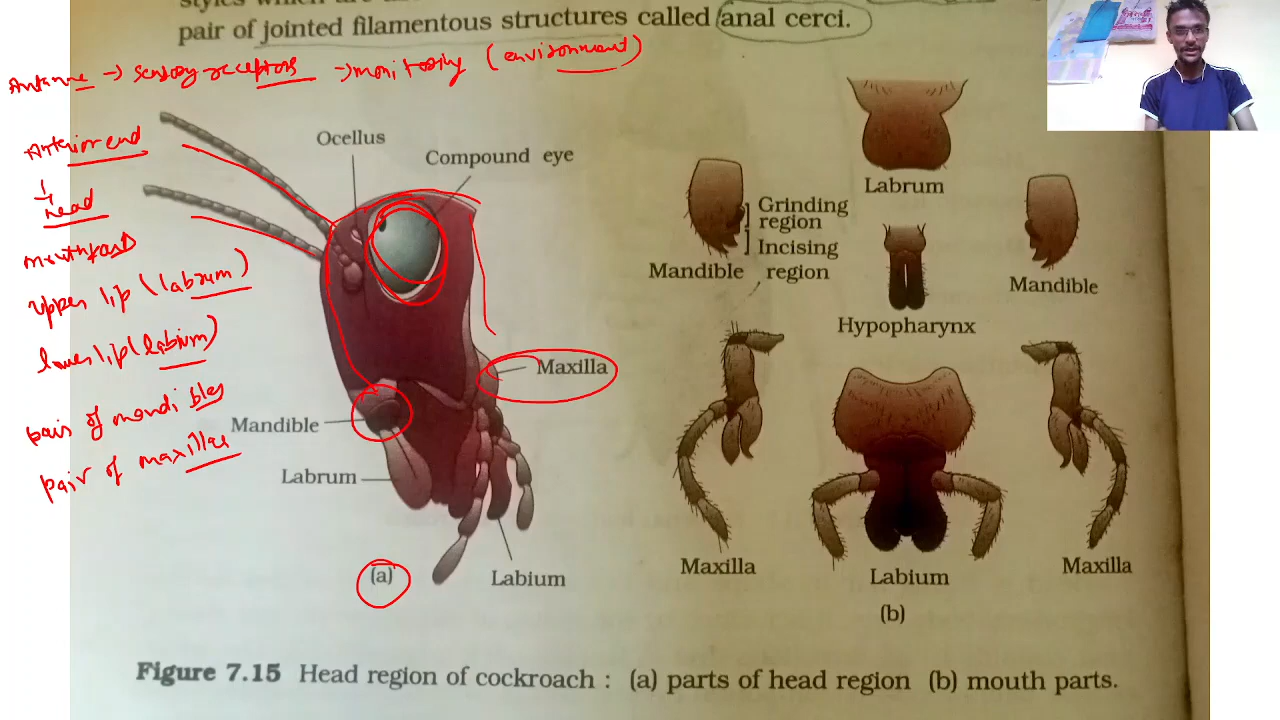 pair of jointed filamentous structures called anal cerci.
Antenne → sensory receptors → monitoring (environment)
Anterior end
↓
head
mouthparts
upper lip (labrum)
lower lip (labium)
pair of mandibles
pair of maxillae
Ocellus
Compound eye
Maxilla
Mandible
Labrum
Labium
(a)
Labrum
Grinding
region
Incising
region
Mandible
Mandible
Hypopharynx
Maxilla
Labium
Maxilla
(b)
Figure 7.15 Head region of cockroach : (a) parts of head region (b) mouth parts.